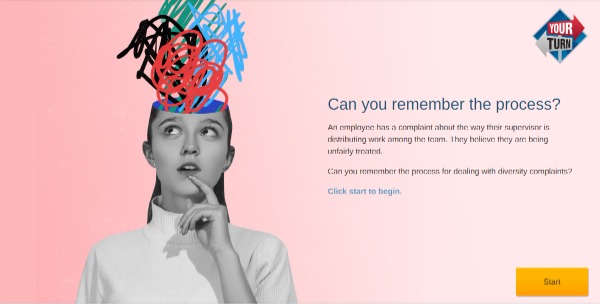 YOUR
TURN
Can you remember the process?
An employee has a complaint about the way their supervisor is
distributing work among the team. They believe they are being
unfairly treated.
Can you remember the process for dealing with diversity complaints?
Click start to begin.
Start